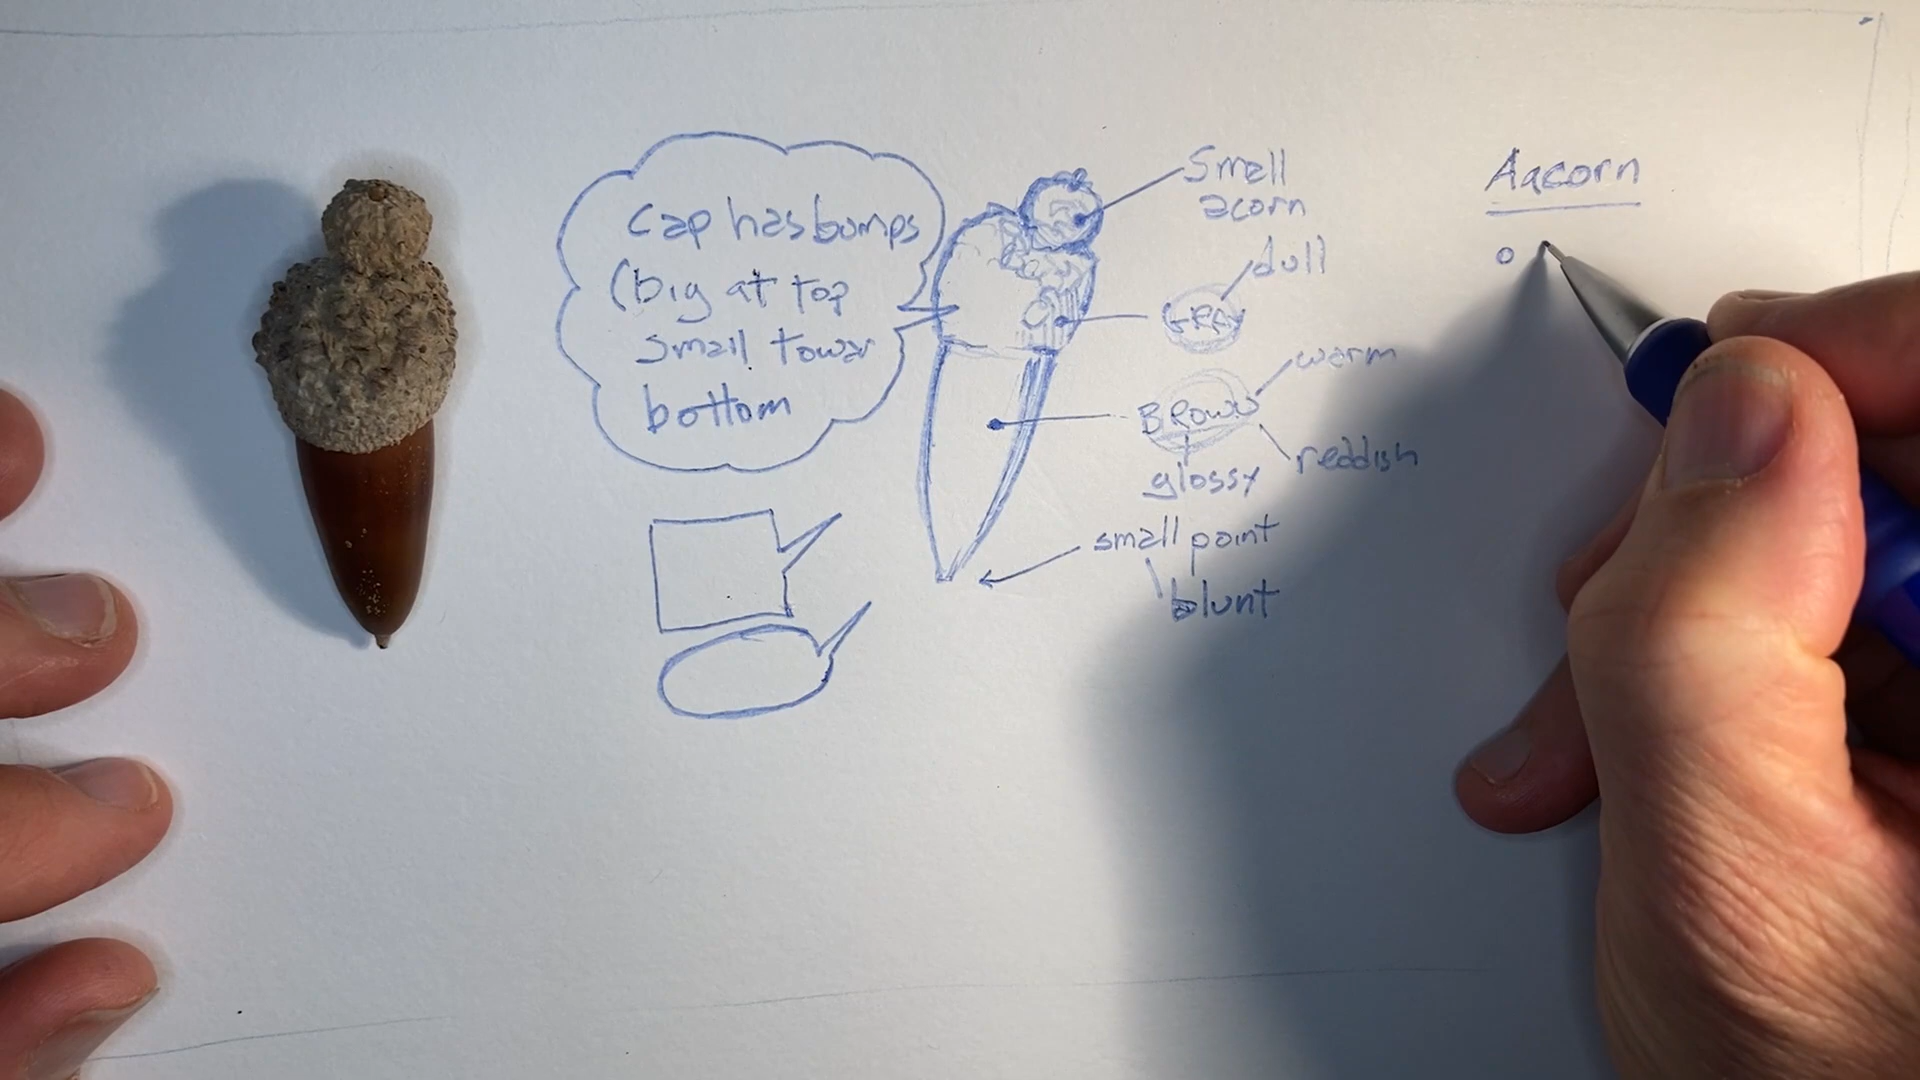 Cap has bumps
(big at top
small towar
bottom
Small
acorn
dull
Gray
warm
Brown
reddish
glossy
small point
blunt
Aacorn